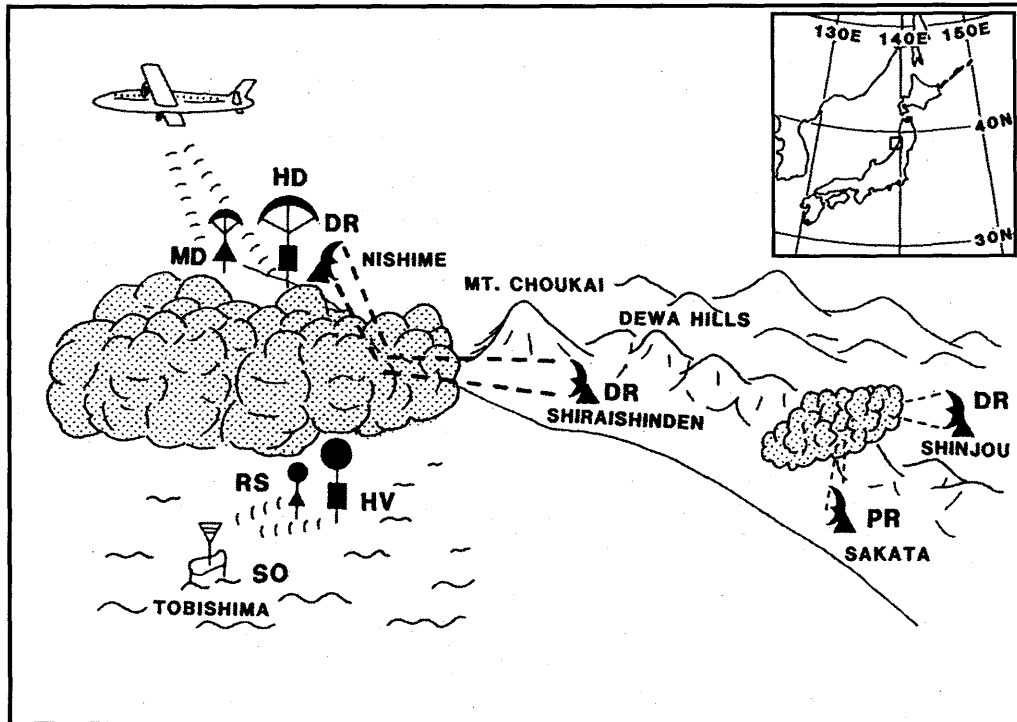 130E 140E 150E
40N
30N
HD
DR
MD
NISHIME
MT. CHOUKAI
DEWA HILLS
DR
SHIRAISHINDEN
DR
SHINJOU
RS
HV
PR
SAKATA
SO
TOBISHIMA